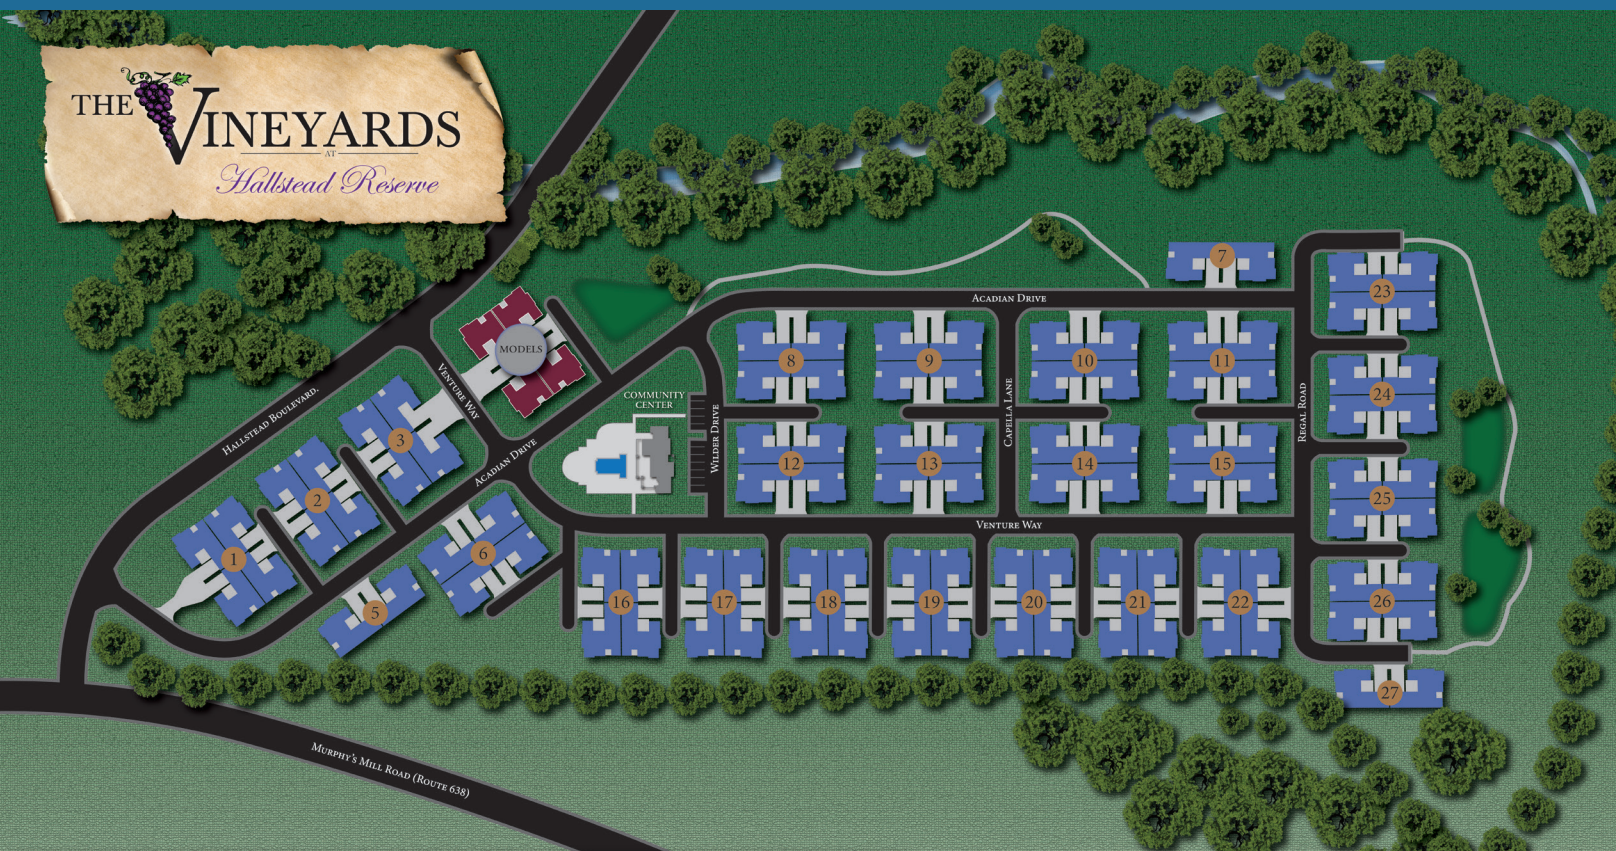 THE VINEYARDS
AT
Hallstead Reserve
7
23
ACADIAN DRIVE
MODELS
8
9
10
11
VENTURE WAY
HALLSTEAD BOULEVARD.
COMMUNITY
CENTER
24
3
WILDER DRIVE
CAPELLA LANE
REGAL ROAD
ACADIAN DRIVE
12
13
14
15
2
25
VENTURE WAY
6
1
5
16
17
18
19
20
21
22
26
27
MURPHY'S MILL ROAD (ROUTE 638)